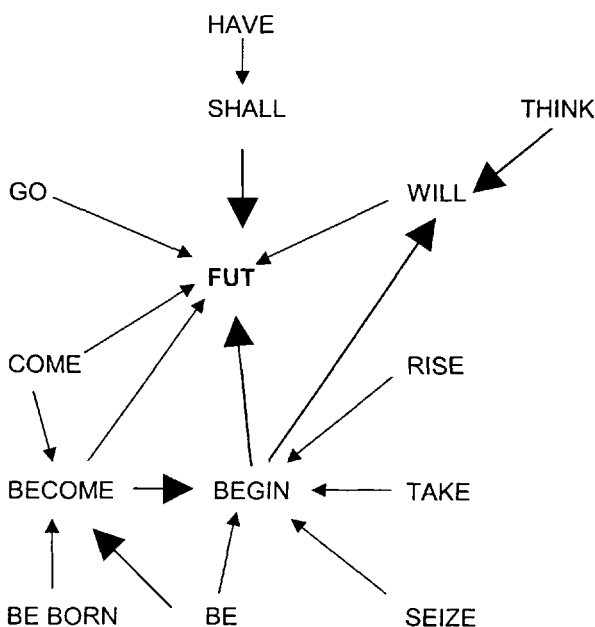 HAVE
SHALL
THINK
GO
WILL
FUT
COME
RISE
BECOME
BEGIN
TAKE
BE BORN
BE
SEIZE